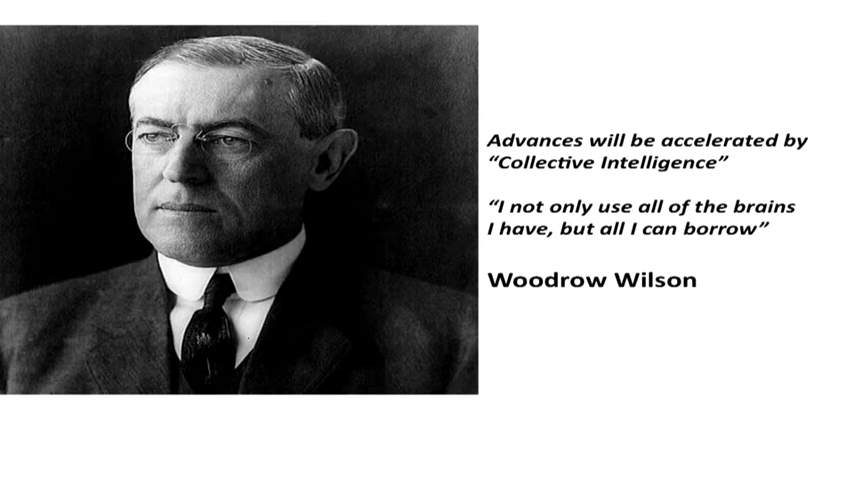 Advances will be accelerated by
“Collective Intelligence”
“I not only use all of the brains
I have, but all I can borrow”
Woodrow Wilson